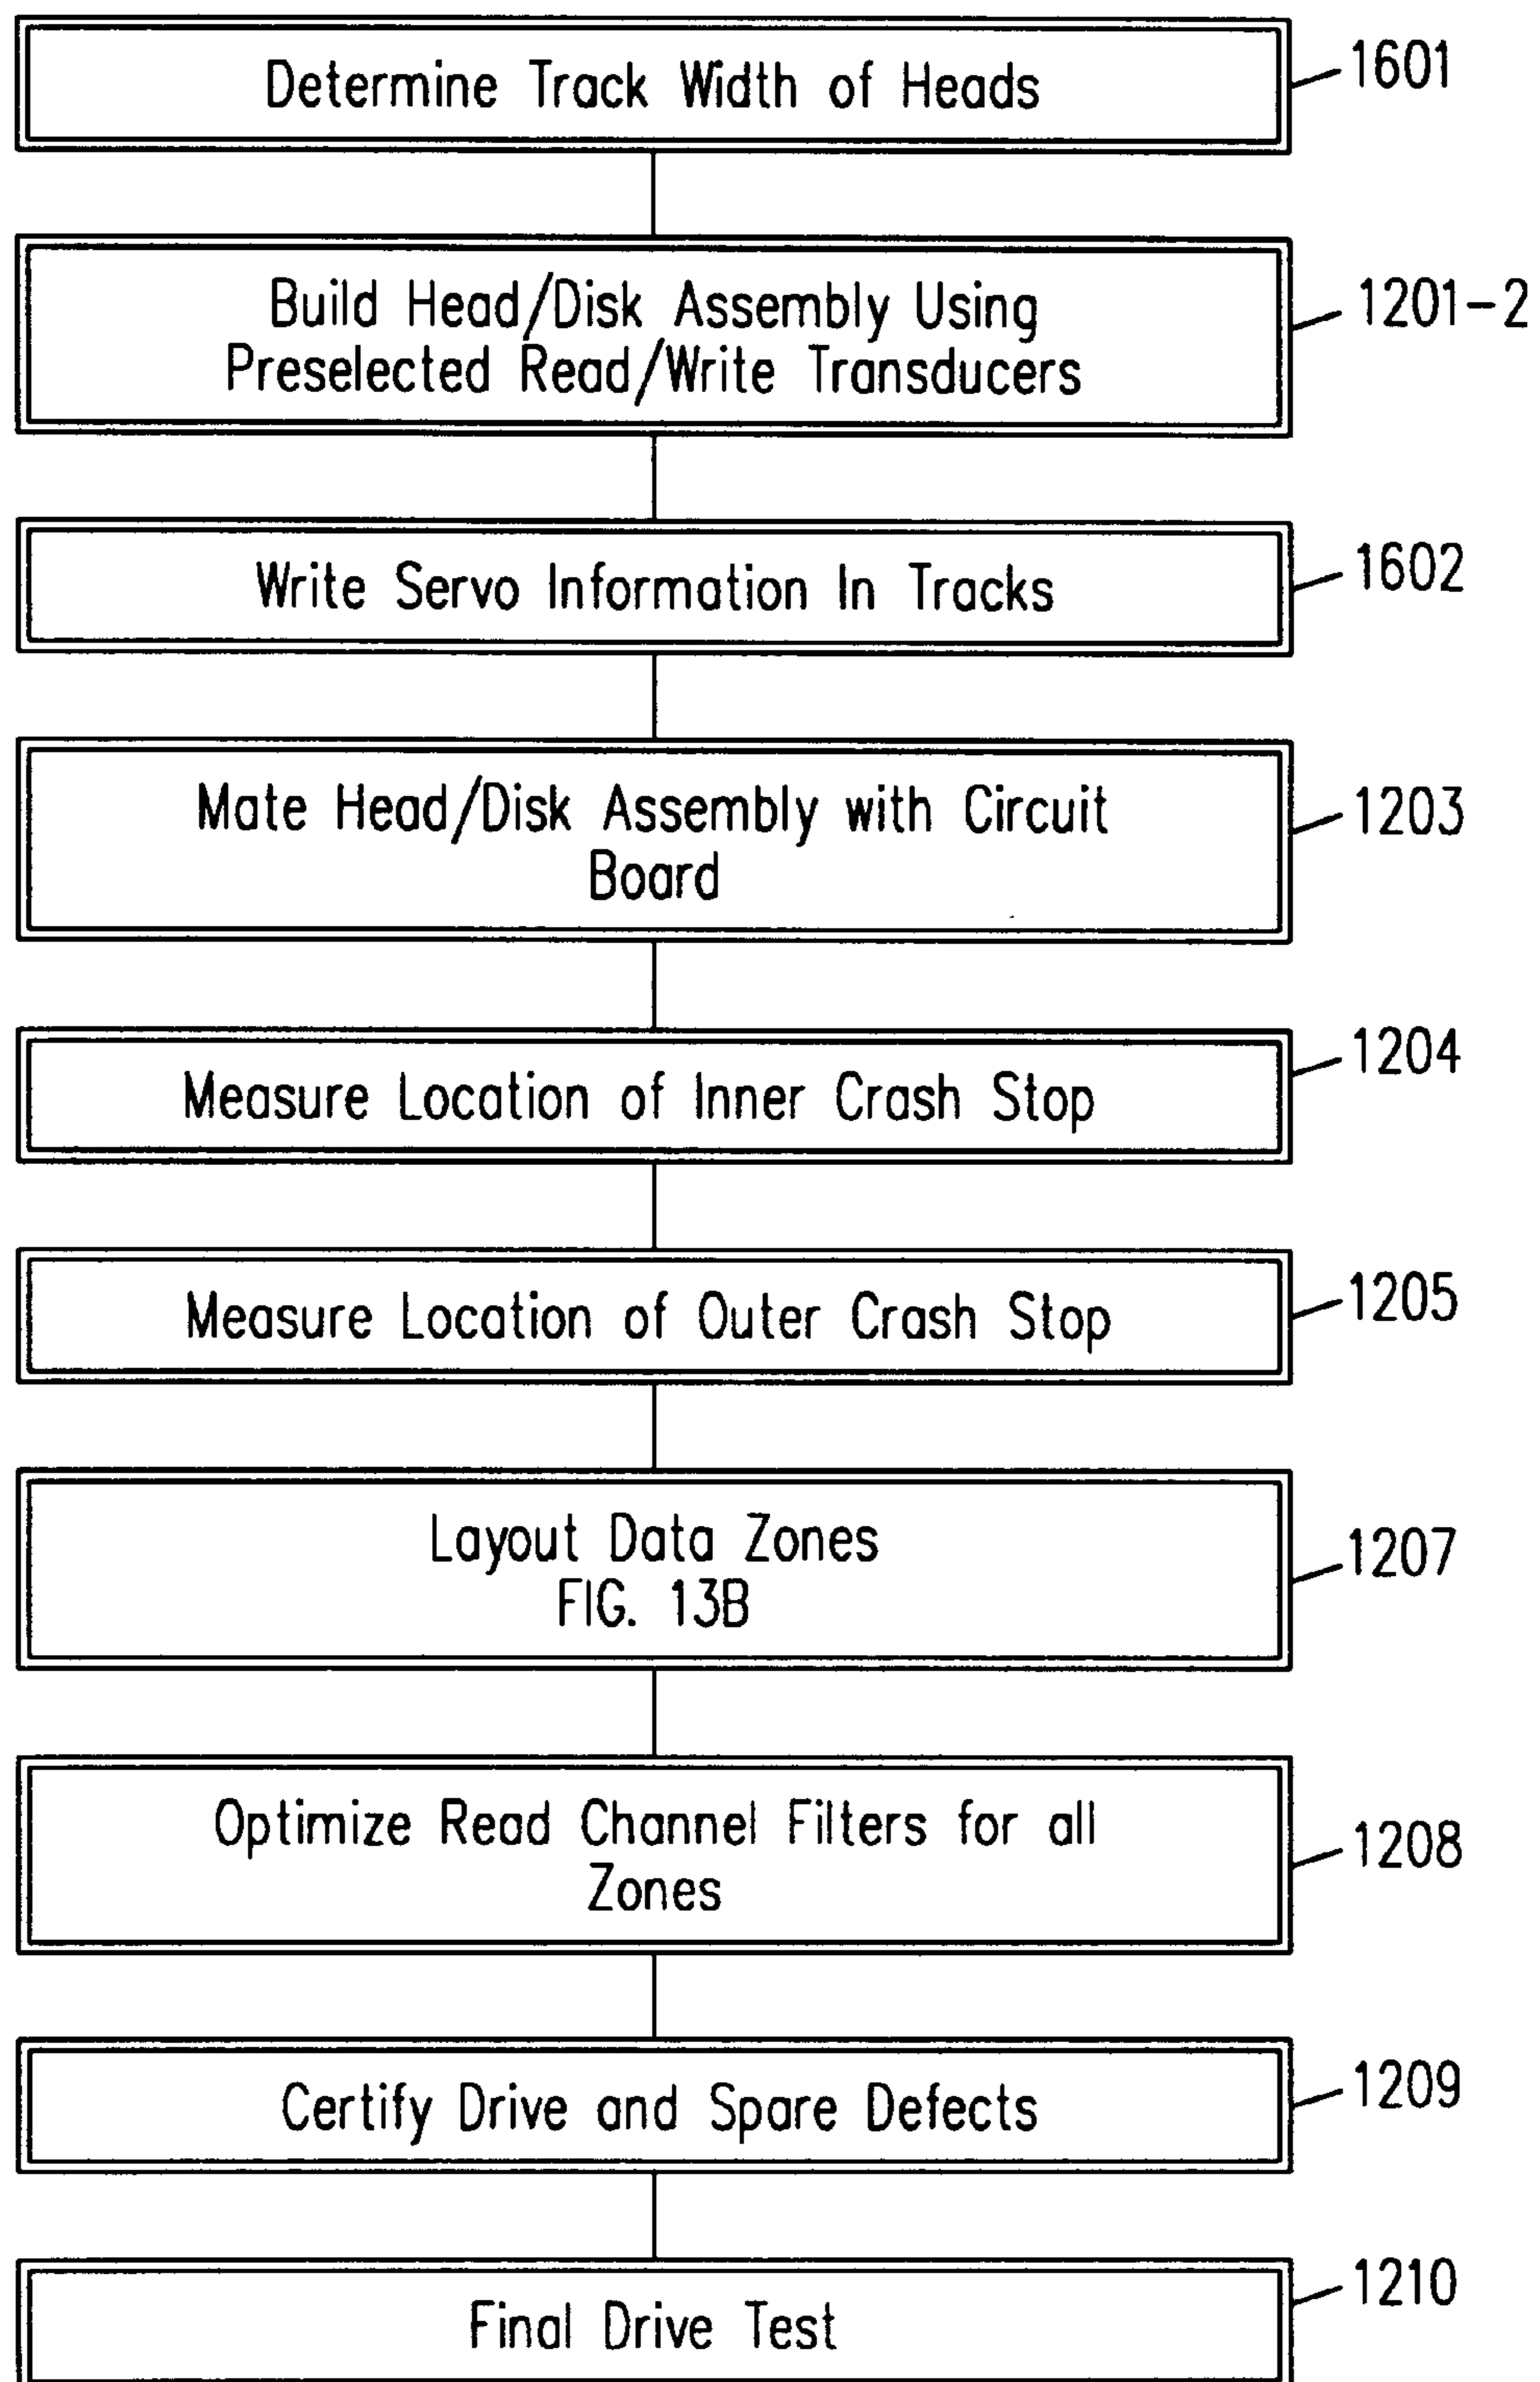 Determine Track Width of Heads
1601
Build Head/Disk Assembly Using
Preselected Read/Write Transducers
1201-2
Write Servo Information In Tracks
1602
Mate Head/Disk Assembly with Circuit
Board
1203
Measure Location of Inner Crash Stop
1204
Measure Location of Outer Crash Stop
1205
Layout Data Zones
FIG. 13B
1207
Optimize Read Channel Filters for all
Zones
1208
Certify Drive and Spare Defects
1209
Final Drive Test
1210